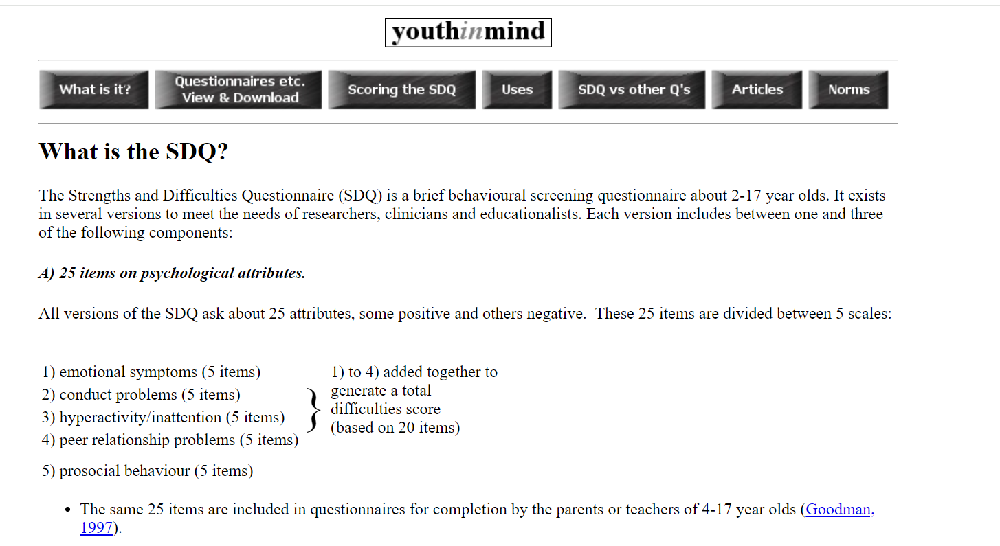 youthinmind
What is it?
Questionnaires etc.
View & Download
Scoring the SDQ
Uses
SDQ vs other Q's
Articles
Norms
What is the SDQ?
The Strengths and Difficulties Questionnaire (SDQ) is a brief behavioural screening questionnaire about 2-17 year olds. It exists
in several versions to meet the needs of researchers, clinicians and educationalists. Each version includes between one and three
of the following components:
A) 25 items on psychological attributes.
All versions of the SDQ ask about 25 attributes, some positive and others negative.  These 25 items are divided between 5 scales:
1) emotional symptoms (5 items)
2) conduct problems (5 items)
3) hyperactivity/inattention (5 items)
4) peer relationship problems (5 items)
}
1) to 4) added together to
generate a total
difficulties score
(based on 20 items)
5) prosocial behaviour (5 items)
• The same 25 items are included in questionnaires for completion by the parents or teachers of 4-17 year olds (Goodman,
1997).